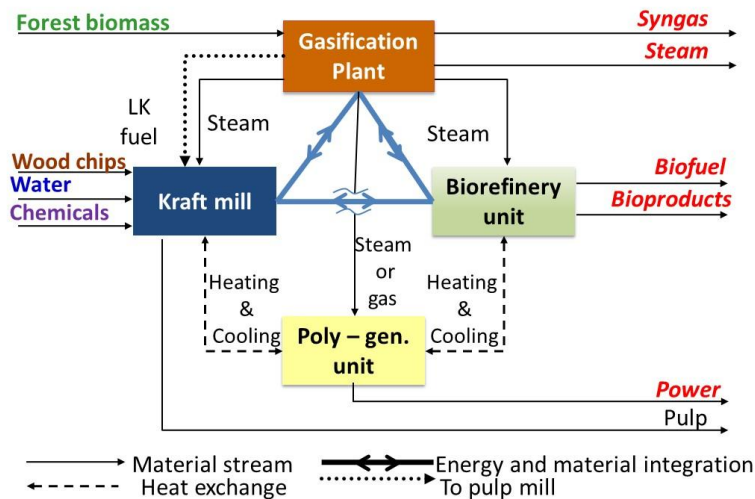 Forest biomass
Gasification
Plant
Syngas
Steam
LK
fuel
Steam
Steam
Wood chips
Water
Chemicals
Kraft mill
Biorefinery
unit
Biofuel
Bioproducts
Steam
or
gas
Heating
&
Cooling
Heating
&
Cooling
Poly – gen.
unit
Power
Pulp
Material stream
Energy and material integration
Heat exchange
To pulp mill